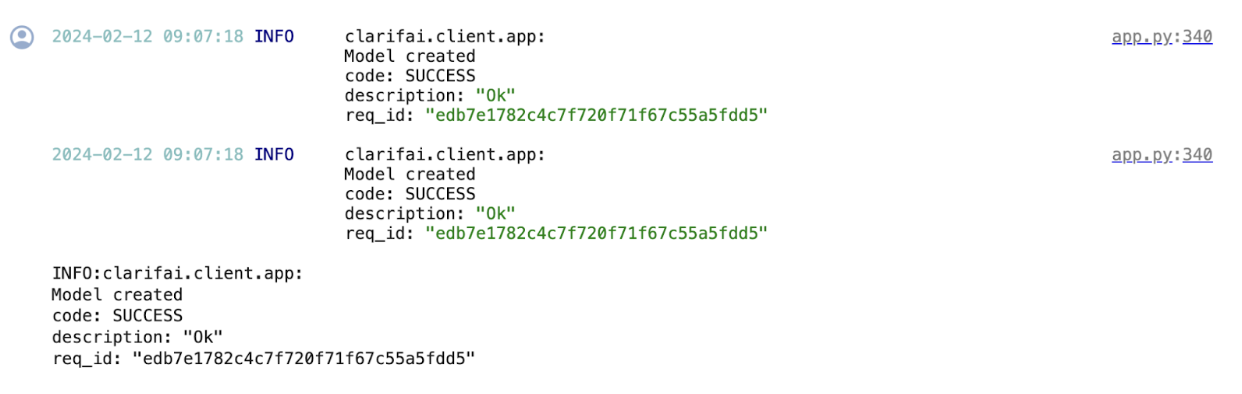 2024-02-12 09:07:18 INFO clarifai.client.app: app.py:340
Model created
code: SUCCESS
description: "Ok"
req_id: "edb7e1782c4c7f720f71f67c55a5fdd5"
2024-02-12 09:07:18 INFO clarifai.client.app: app.py:340
Model created
code: SUCCESS
description: "Ok"
req_id: "edb7e1782c4c7f720f71f67c55a5fdd5"
INFO:clarifai.client.app:
Model created
code: SUCCESS
description: "Ok"
req_id: "edb7e1782c4c7f720f71f67c55a5fdd5"